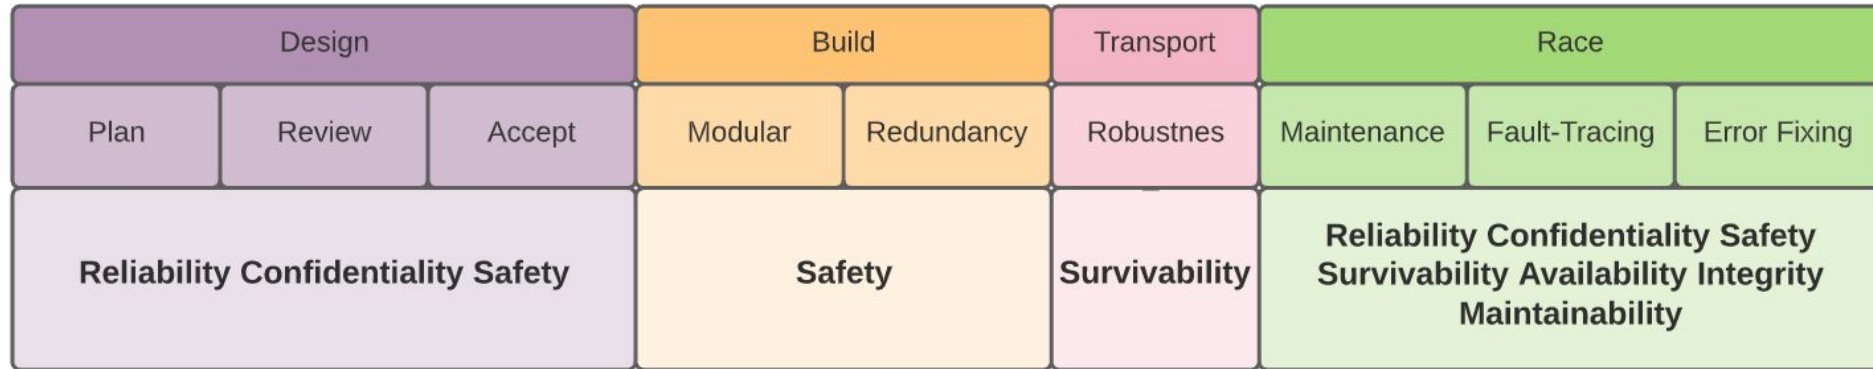 Design
Build
Transport
Race
Plan
Review
Accept
Modular
Redundancy
Robustnes
Maintenance
Fault-Tracing
Error Fixing
Reliability Confidentiality Safety
Safety
Survivability
Reliability Confidentiality Safety
Survivability Availability Integrity
Maintainability